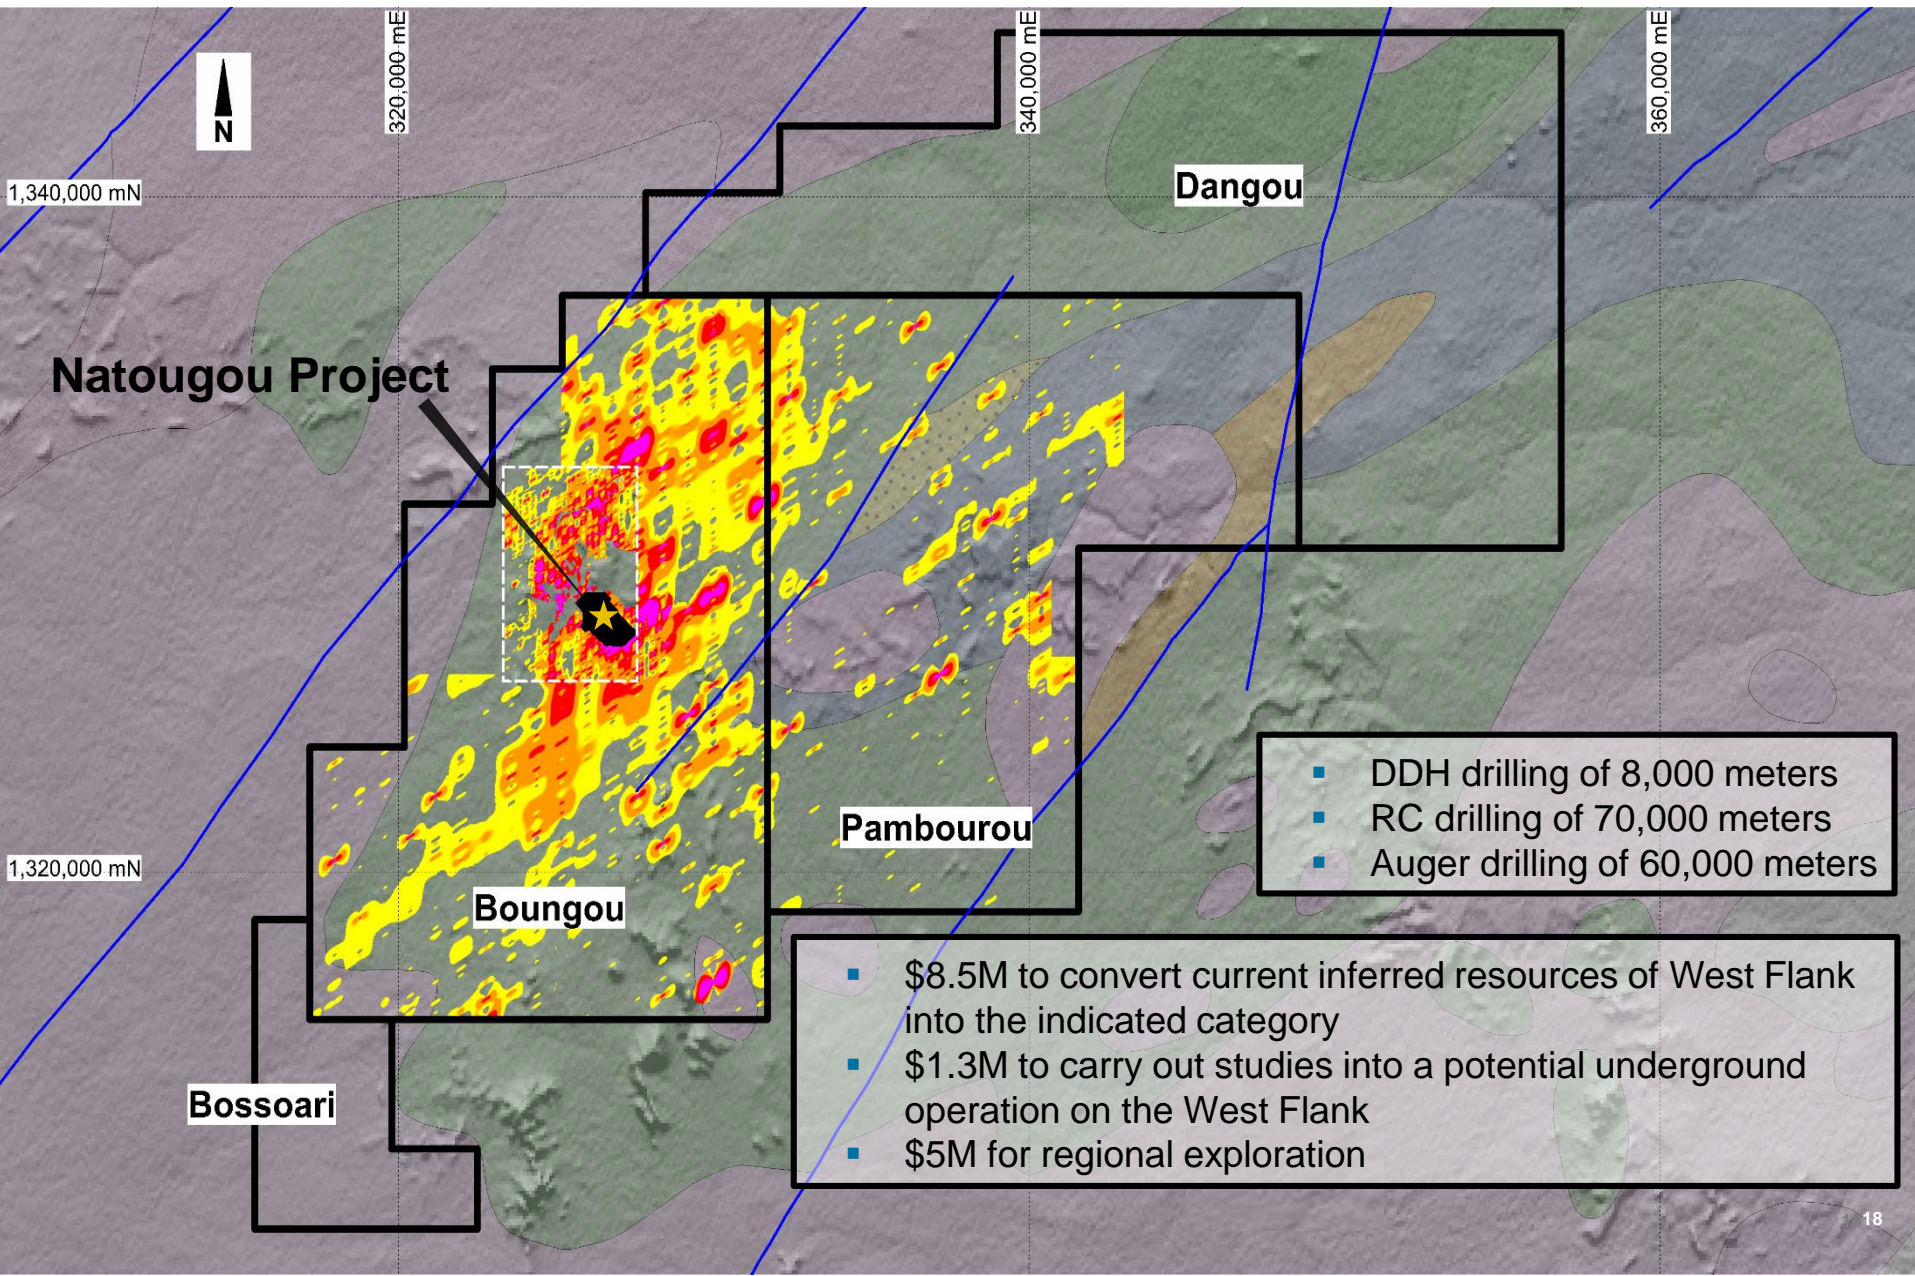 320,000 mE
340,000 mE
360,000 mE
N
1,340,000 mN
Dangou
Natougou Project
▪ DDH drilling of 8,000 meters
▪ RC drilling of 70,000 meters
▪ Auger drilling of 60,000 meters
Pambourou
1,320,000 mN
Boungou
▪ $8.5M to convert current inferred resources of West Flank
into the indicated category
▪ $1.3M to carry out studies into a potential underground
operation on the West Flank
▪ $5M for regional exploration
Bossoari
18